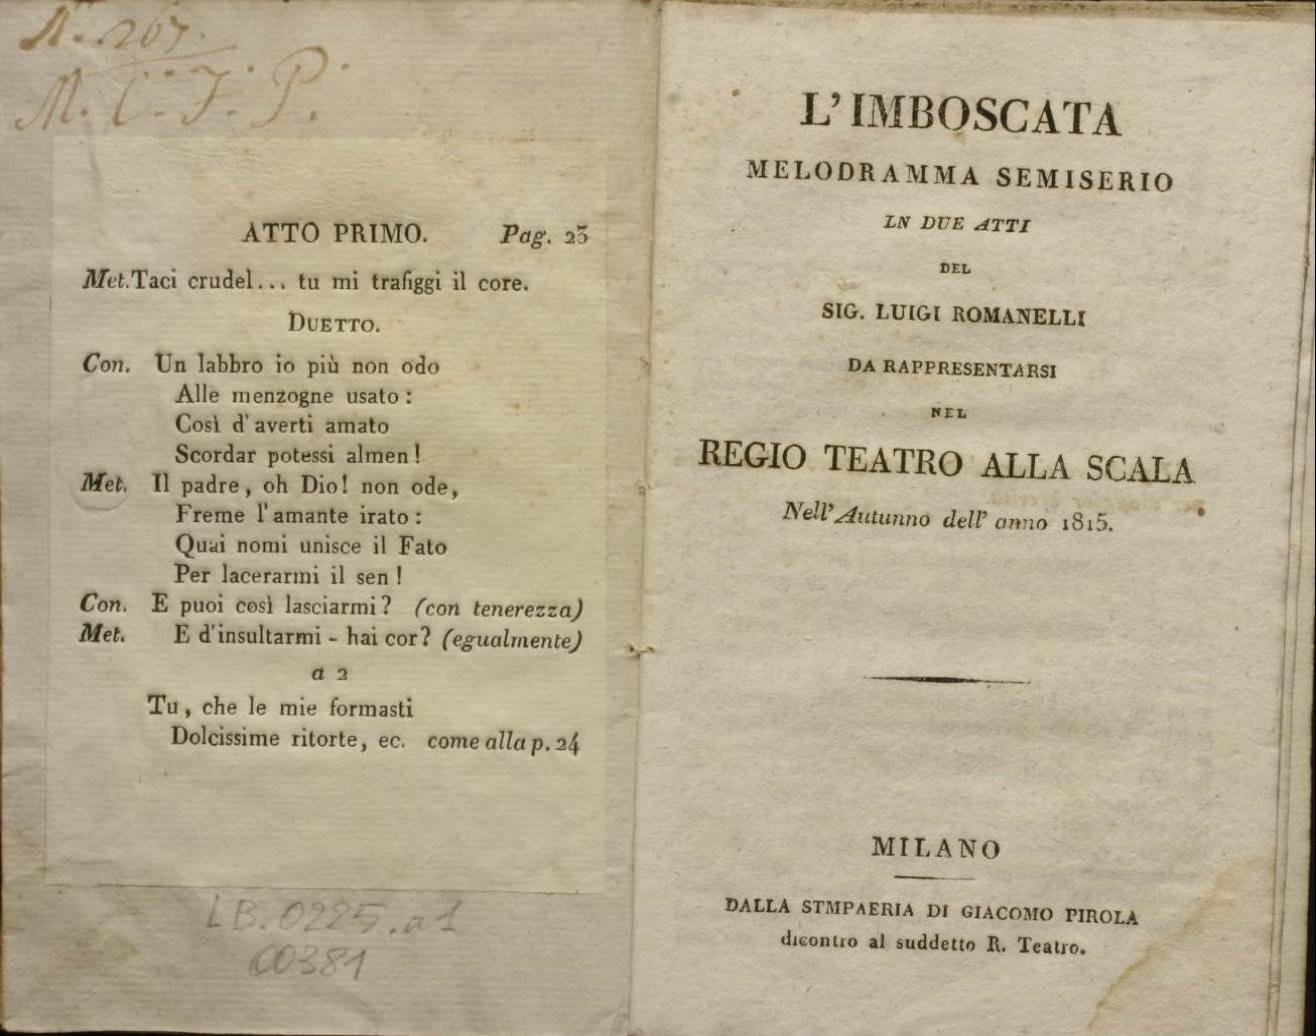 N. 267.
M. C. F. P.
ATTO PRIMO. Pag. 23
Met. Taci crudel... tu mi trafiggi il core.
DUETTO.
Con. Un labbro io più non odo
Alle menzogne usato :
Così d'averti amato
Scordar potessi almen !
Met. Il padre, oh Dio! non ode,
Freme l'amante irato :
Quai nomi unisce il Fato
Per lacerarmi il sen !
Con. E puoi così lasciarmi? (con tenerezza)
Met. E d'insultarmi - hai cor? (egualmente)
a 2
Tu, che le mie formasti
Dolcissime ritorte, ec. come alla p. 24
LB.0225.a1
00381
L'IMBOSCATA
MELODRAMMA SEMISERIO
LN DUE ATTI
DEL
SIG. LUIGI ROMANELLI
DA RAPPRESENTARSI
NEL
REGIO TEATRO ALLA SCALA
Nell'Autunno dell' anno 1815.
MILANO
DALLA STMPAERIA DI GIACOMO PIROLA
dicontro al suddetto R. Teatro.